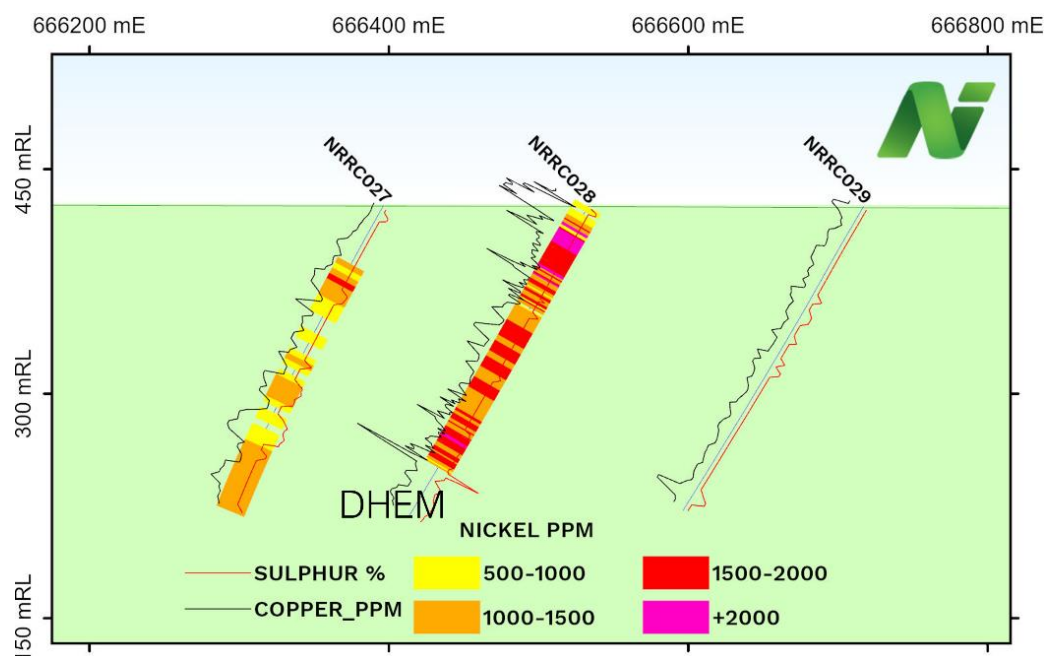 666200 mE
666400 mE
666600 mE
666800 mE
450 mRL
300 mRL
150 mRL
NRRC027
NRRC028
NRRC029
DHEM
NICKEL PPM
SULPHUR %
COPPER_PPM
500-1000
1000-1500
1500-2000
+2000